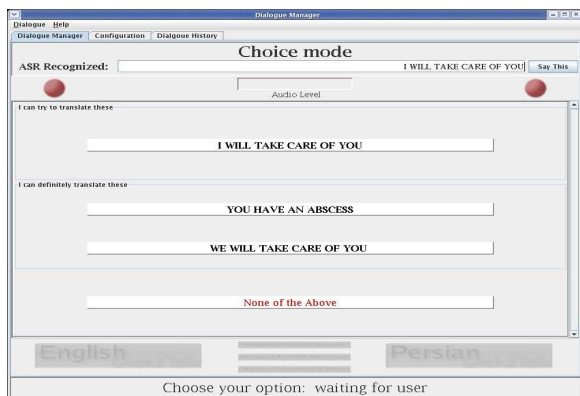 Dialogue Manager
Dialogue Help
Dialogue Manager Configuration Dialgoue History
Choice mode
ASR Recognized: I WILL TAKE CARE OF YOU Say This
Audio Level
I can try to translate these
I WILL TAKE CARE OF YOU
I can definitely translate these
YOU HAVE AN ABSCESS
WE WILL TAKE CARE OF YOU
None of the Above
English Persian
Choose your option: waiting for user